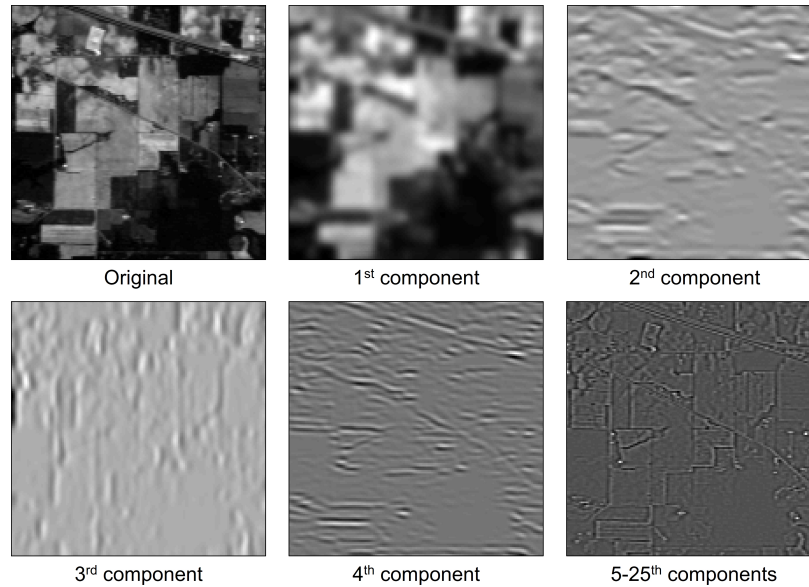 Original
1st component
2nd component
3rd component
4th component
5-25th components